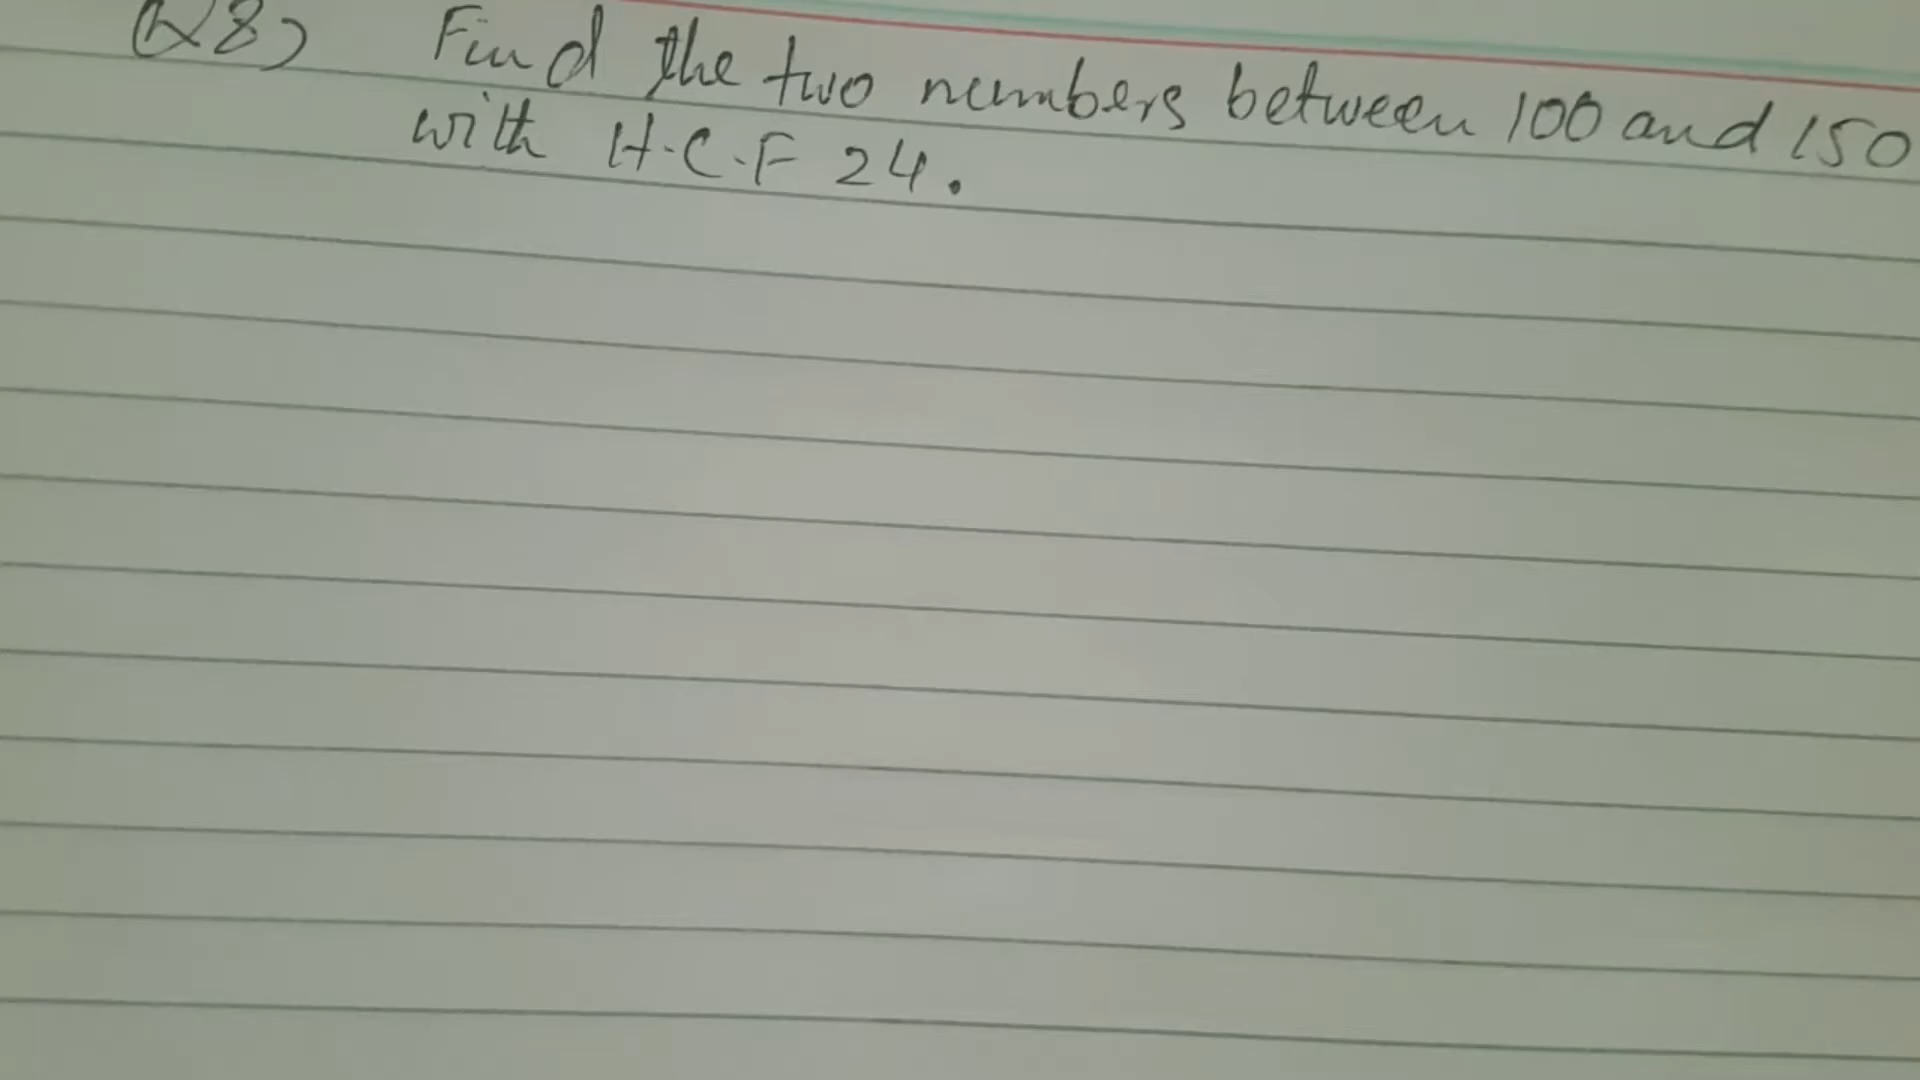 Q8) Find the two numbers between 100 and 150
with H.C.F 24.